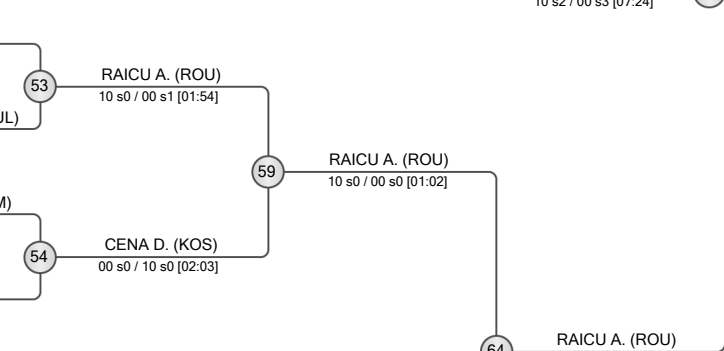 10 s2 / 00 s3 [07:24]
53
RAICU A. (ROU)
10 s0 / 00 s1 [01:54]
UL)
59
RAICU A. (ROU)
10 s0 / 00 s0 [01:02]
M)
54
CENA D. (KOS)
00 s0 / 10 s0 [02:03]
64
RAICU A. (ROU)